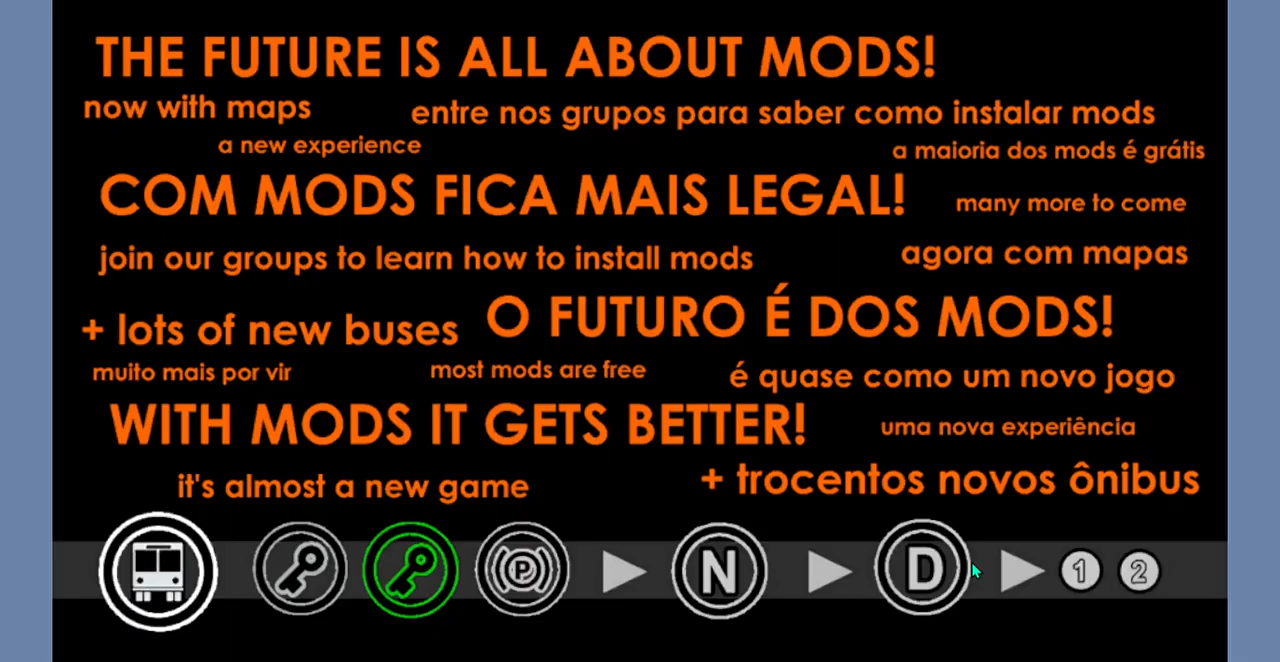 THE FUTURE IS ALL ABOUT MODS!
now with maps
entre nos grupos para saber como instalar mods
a new experience
a maioria dos mods é grátis
COM MODS FICA MAIS LEGAL!
many more to come
join our groups to learn how to install mods
agora com mapas
+ lots of new buses
O FUTURO É DOS MODS!
muito mais por vir
most mods are free
é quase como um novo jogo
WITH MODS IT GETS BETTER!
uma nova experiência
it's almost a new game
+ trocentos novos ônibus
P
N
D
1
2